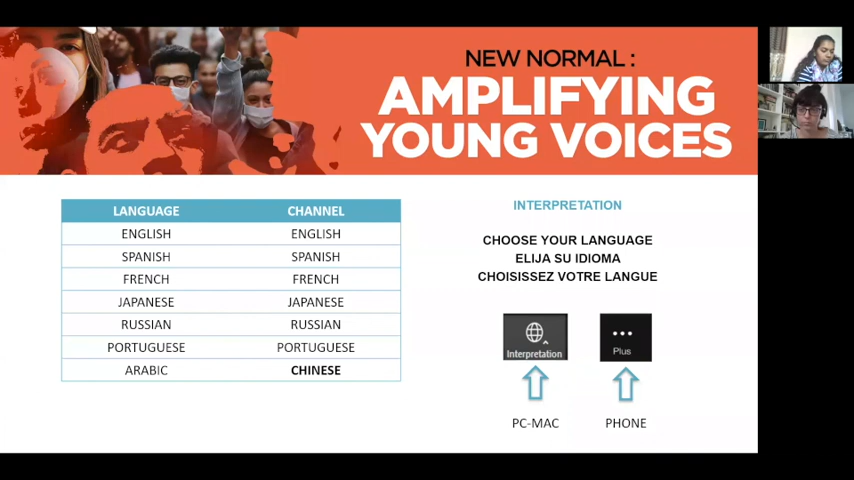 NEW NORMAL :
AMPLIFYING
YOUNG VOICES
LANGUAGE CHANNEL
ENGLISH ENGLISH
SPANISH SPANISH
FRENCH FRENCH
JAPANESE JAPANESE
RUSSIAN RUSSIAN
PORTUGUESE PORTUGUESE
ARABIC CHINESE
INTERPRETATION
CHOOSE YOUR LANGUAGE
ELIJA SU IDIOMA
CHOISISSEZ VOTRE LANGUE
Interpretation Plus
PC-MAC PHONE